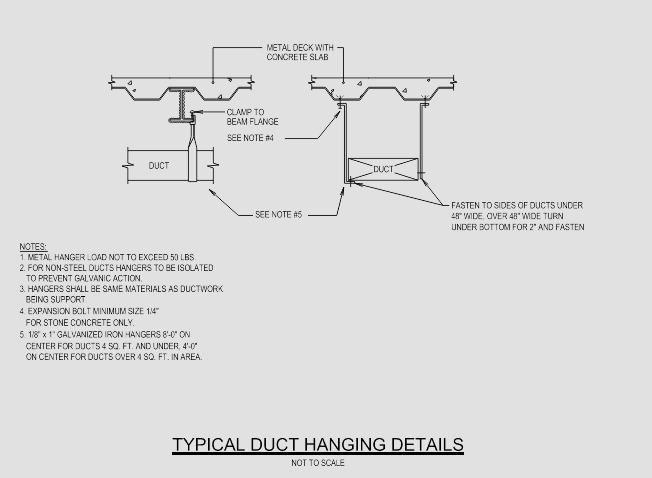 METAL DECK WITH
CONCRETE SLAB
CLAMP TO
BEAM FLANGE
SEE NOTE #4
DUCT
DUCT
SEE NOTE #5
FASTEN TO SIDES OF DUCTS UNDER
48" WIDE, OVER 48" WIDE TURN
UNDER BOTTOM FOR 2" AND FASTEN
NOTES:
1. METAL HANGER LOAD NOT TO EXCEED 50 LBS.
2. FOR NON-STEEL DUCTS HANGERS TO BE ISOLATED
TO PREVENT GALVANIC ACTION.
3. HANGERS SHALL BE SAME MATERIALS AS DUCTWORK
BEING SUPPORT
4. EXPANSION BOLT MINIMUM SIZE 1/4"
FOR STONE CONCRETE ONLY.
5. 1/8" x 1" GALVANIZED IRON HANGERS 8'-0" ON
CENTER FOR DUCTS 4 SQ. FT. AND UNDER, 4'-0"
ON CENTER FOR DUCTS OVER 4 SQ. FT. IN AREA.
TYPICAL DUCT HANGING DETAILS
NOT TO SCALE